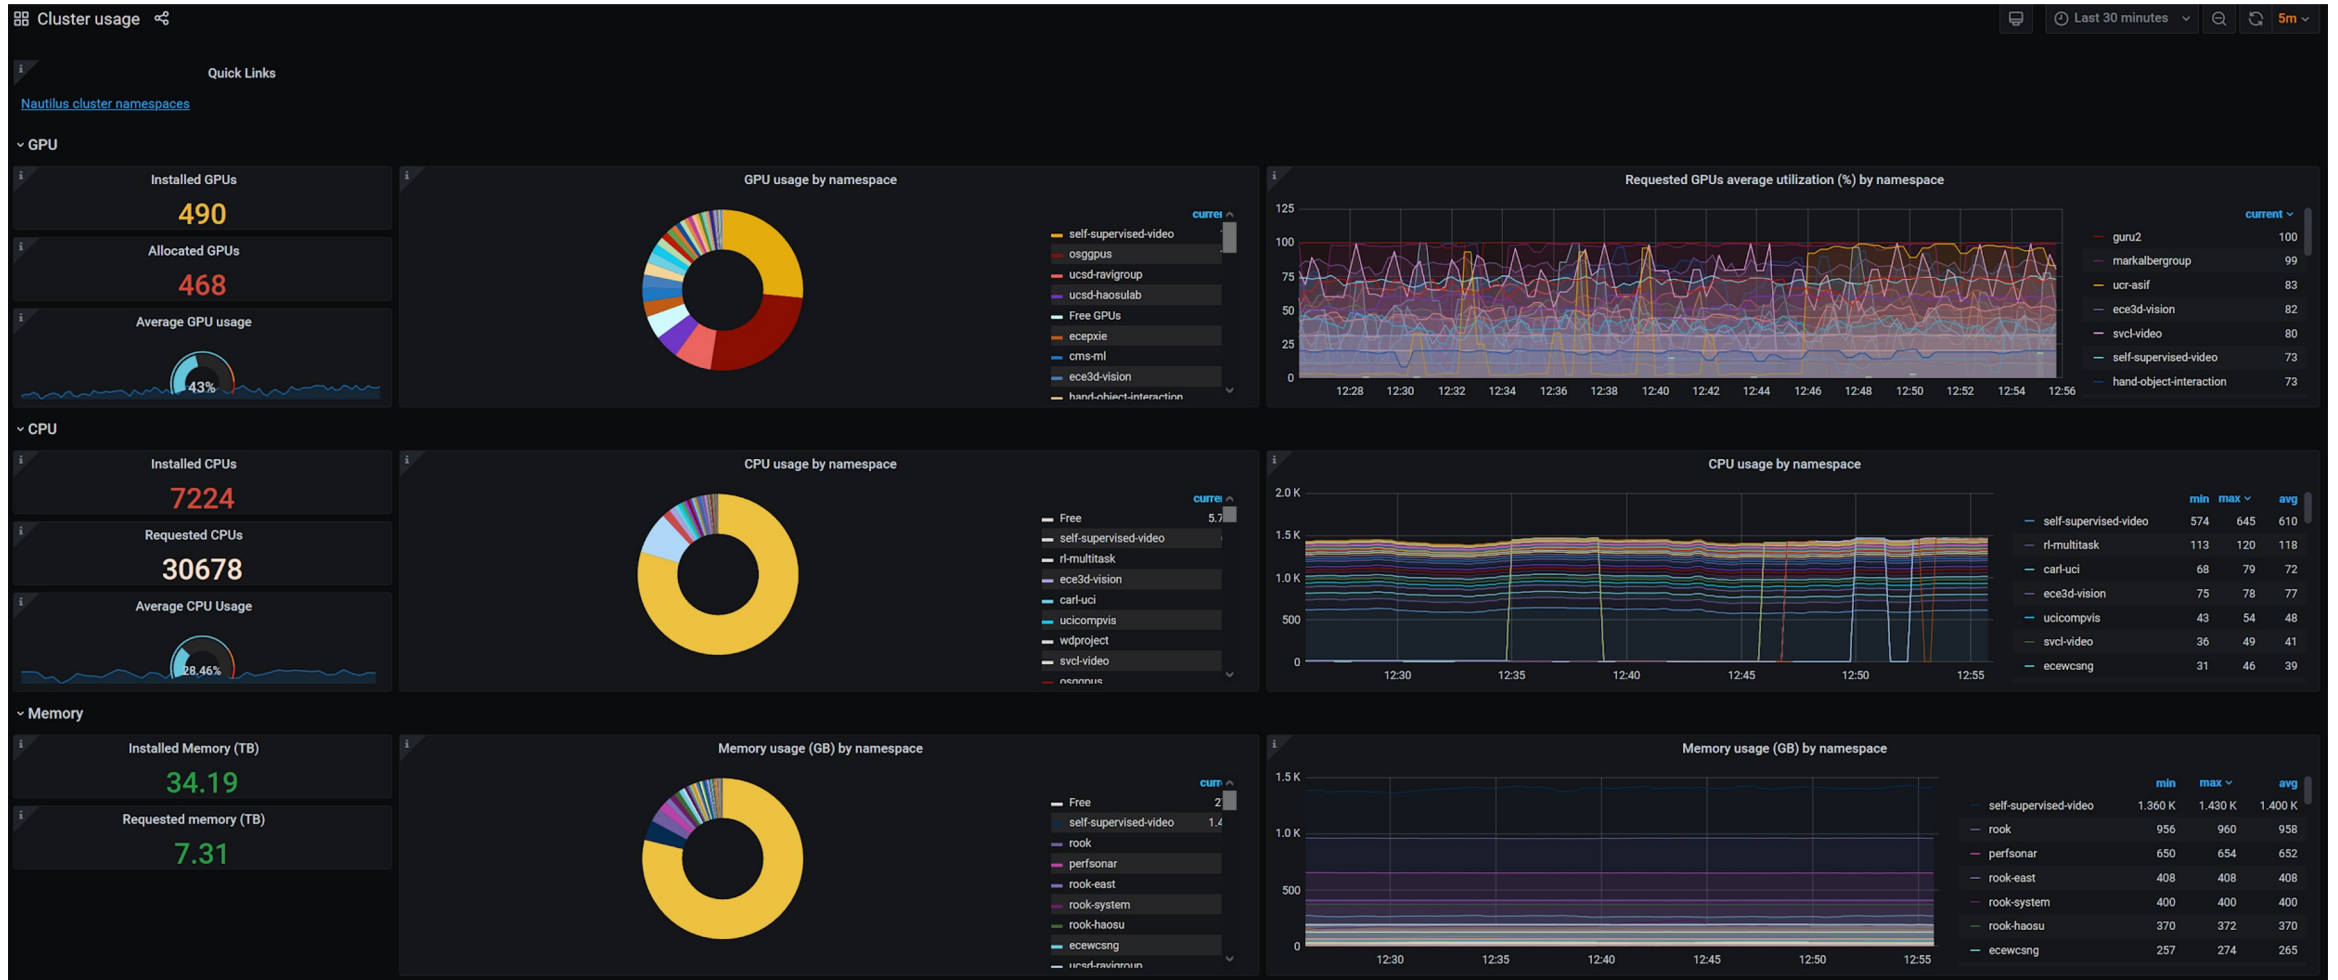 Cluster usage
Last 30 minutes
5m
Quick Links
Nautilus cluster namespaces
GPU
Installed GPUs
490
Allocated GPUs
468
Average GPU usage
43%
GPU usage by namespace
self-supervised-video
osggpus
ucsd-ravigroup
ucsd-haosulab
Free GPUs
ecepxie
cms-ml
ece3d-vision
hand-object-interaction
Requested GPUs average utilization (%) by namespace
125
100
75
50
25
0
12:28 12:30 12:32 12:34 12:36 12:38 12:40 12:42 12:44 12:46 12:48 12:50 12:52 12:54 12:56
current
guru2 100
markalbergroup 99
ucr-asif 83
ece3d-vision 82
svcl-video 80
self-supervised-video 73
hand-object-interaction 73
CPU
Installed CPUs
7224
Requested CPUs
30678
Average CPU Usage
28.46%
CPU usage by namespace
Free 5.7
self-supervised-video
rl-multitask
ece3d-vision
carl-uci
ucicompvis
wdproject
svcl-video
osggpus
CPU usage by namespace
2.0 K
1.5 K
1.0 K
500
0
12:30 12:35 12:40 12:45 12:50 12:55
min max avg
self-supervised-video 574 645 610
rl-multitask 113 120 118
carl-uci 68 79 72
ece3d-vision 75 78 77
ucicompvis 43 54 48
svcl-video 36 49 41
ecewcsng 31 46 39
Memory
Installed Memory (TB)
34.19
Requested memory (TB)
7.31
Memory usage (GB) by namespace
curr
Free 2
self-supervised-video 1.4
rook
perfsonar
rook-east
rook-system
rook-haosu
ecewcsng
ucsd-ravigroup
Memory usage (GB) by namespace
1.5 K
1.0 K
500
0
12:30 12:35 12:40 12:45 12:50 12:55
min max avg
self-supervised-video 1.360 K 1.430 K 1.400 K
rook 956 960 958
perfsonar 650 654 652
rook-east 408 408 408
rook-system 400 400 400
rook-haosu 370 372 370
ecewcsng 257 274 265